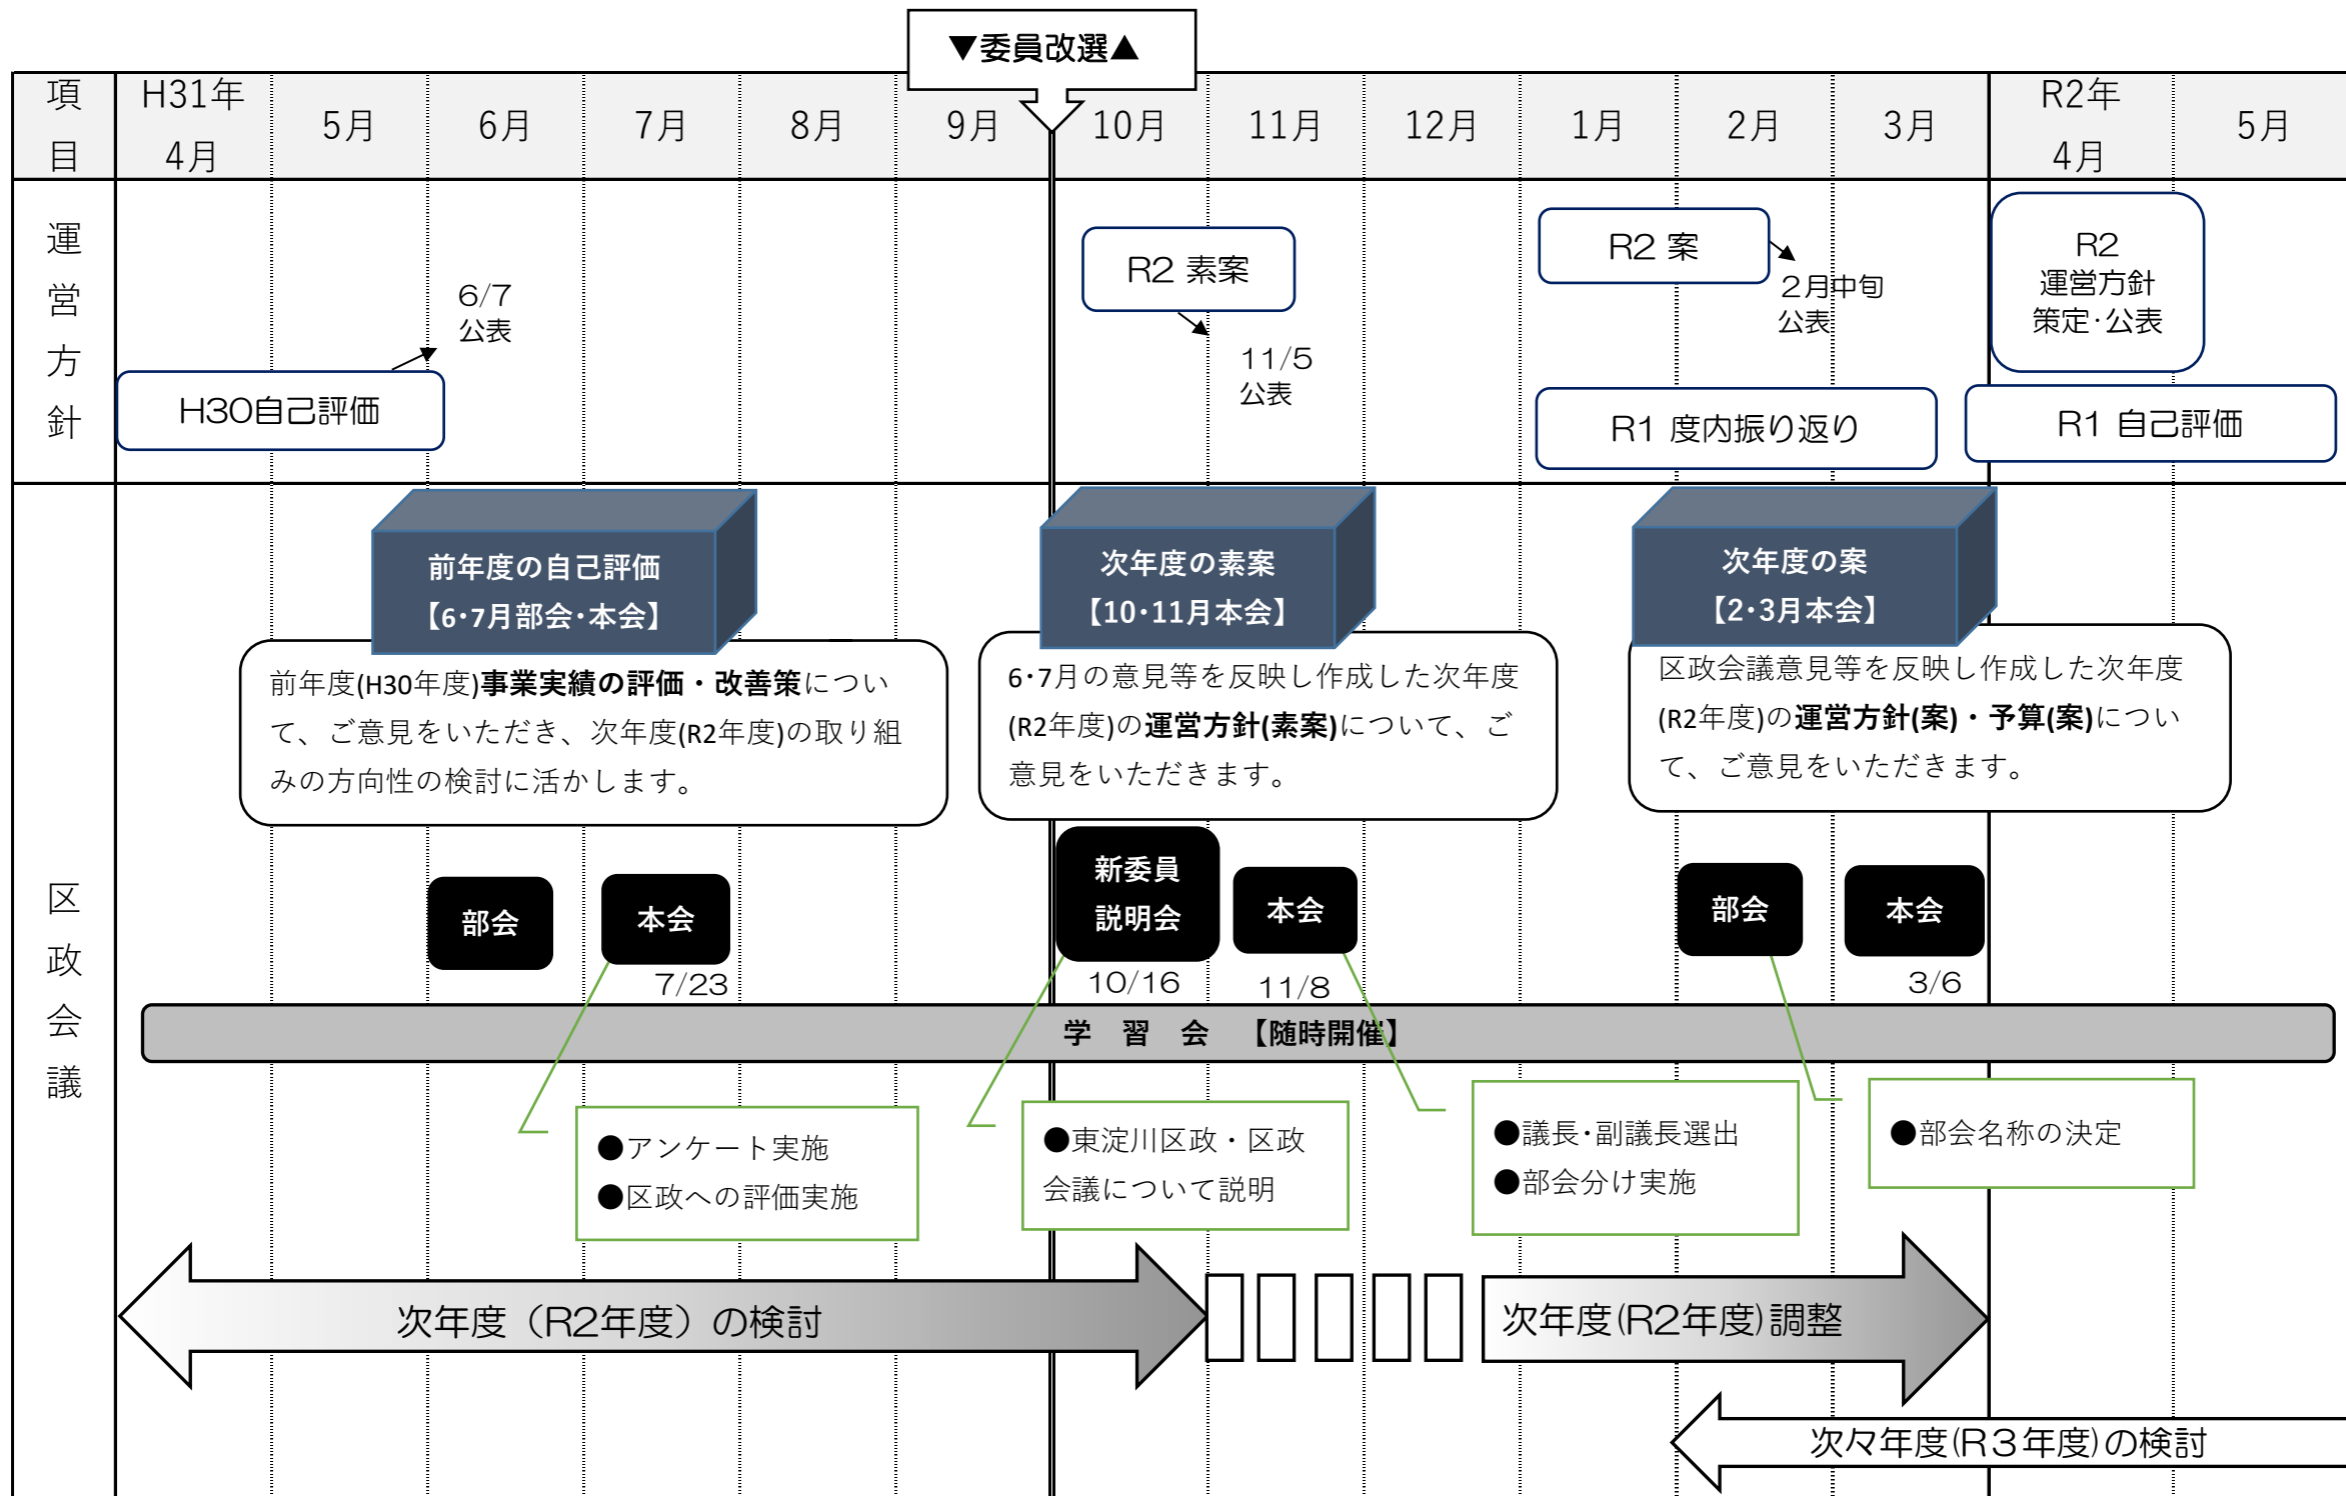 ▼委員改選▲
項
目
H31年
4月
5月
6月
7月
8月
9月
10月
11月
12月
1月
2月
3月
R2年
4月
5月
運
営
方
針
H30自己評価
6/7
公表
R2 素案
11/5
公表
R2 案
2月中旬
公表
R1 度内振り返り
R2
運営方針
策定・公表
R1 自己評価
区
政
会
議
前年度の自己評価
【6・7月部会・本会】
前年度(H30年度)事業実績の評価・改善策につい
て、ご意見をいただき、次年度(R2年度)の取り組
みの方向性の検討に活かします。
次年度の素案
【10・11月本会】
6・7月の意見等を反映し作成した次年度
(R2年度)の運営方針(素案)について、ご
意見をいただきます。
次年度の案
【2・3月本会】
区政会議意見等を反映し作成した次年度
(R2年度)の運営方針(案)・予算(案)につい
て、ご意見をいただきます。
部会
本会
7/23
新委員
説明会
10/16
本会
11/8
部会
本会
3/6
学 習 会 【随時開催】
●アンケート実施
●区政への評価実施
●東淀川区政・区政
会議について説明
●議長・副議長選出
●部会分け実施
●部会名称の決定
次年度（R2年度）の検討
次年度(R2年度)調整
次々年度(R3年度)の検討